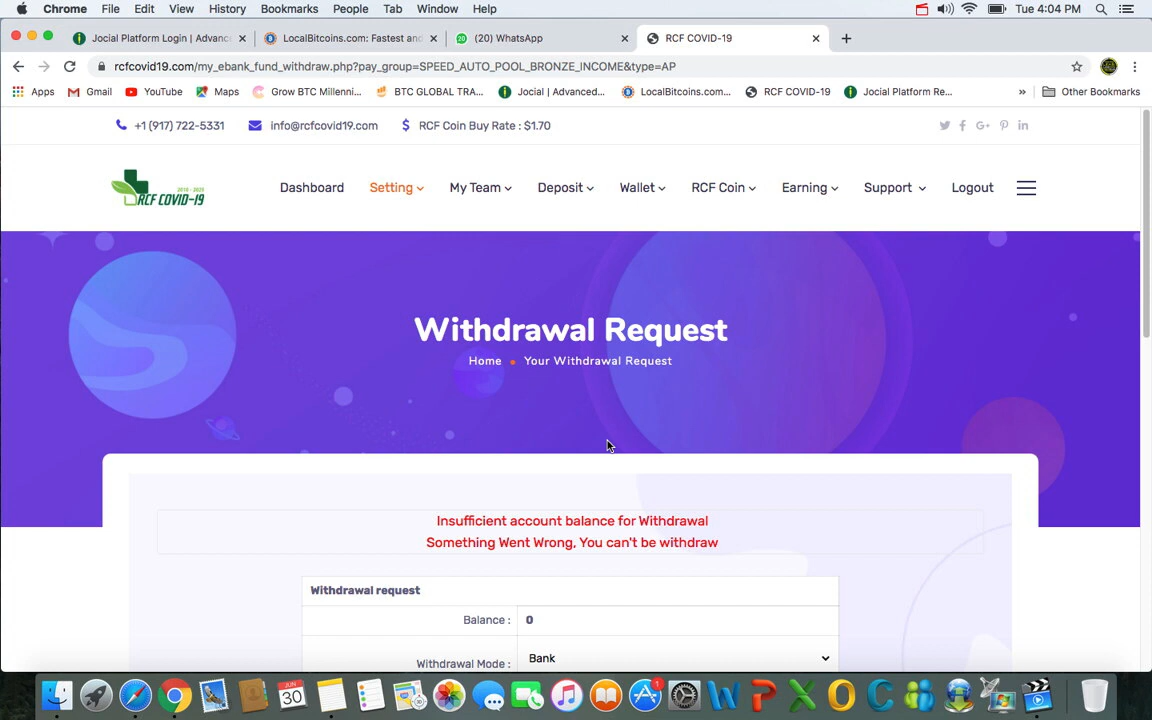 Chrome File Edit View History Bookmarks People Tab Window Help Tue 4:04 PM
Jocial Platform Login | Advance LocalBitcoins.com: Fastest and (20) WhatsApp RCF COVID-19
rcfcovid19.com/my_ebank_fund_withdraw.php?pay_group=SPEED_AUTO_POOL_BRONZE_INCOME&type=AP
Apps Gmail YouTube Maps Grow BTC Millenni... BTC GLOBAL TRA... Jocial | Advanced... LocalBitcoins.com... RCF COVID-19 Jocial Platform Re... » Other Bookmarks
+1 (917) 722-5331 info@rcfcovid19.com $ RCF Coin Buy Rate : $1.70
RCF COVID-19
Dashboard Setting My Team Deposit Wallet RCF Coin Earning Support Logout
Withdrawal Request
Home Your Withdrawal Request
Insufficient account balance for Withdrawal
Something Went Wrong, You can't be withdraw
Withdrawal request
Balance : 0
Withdrawal Mode : Bank
JUN
30
1